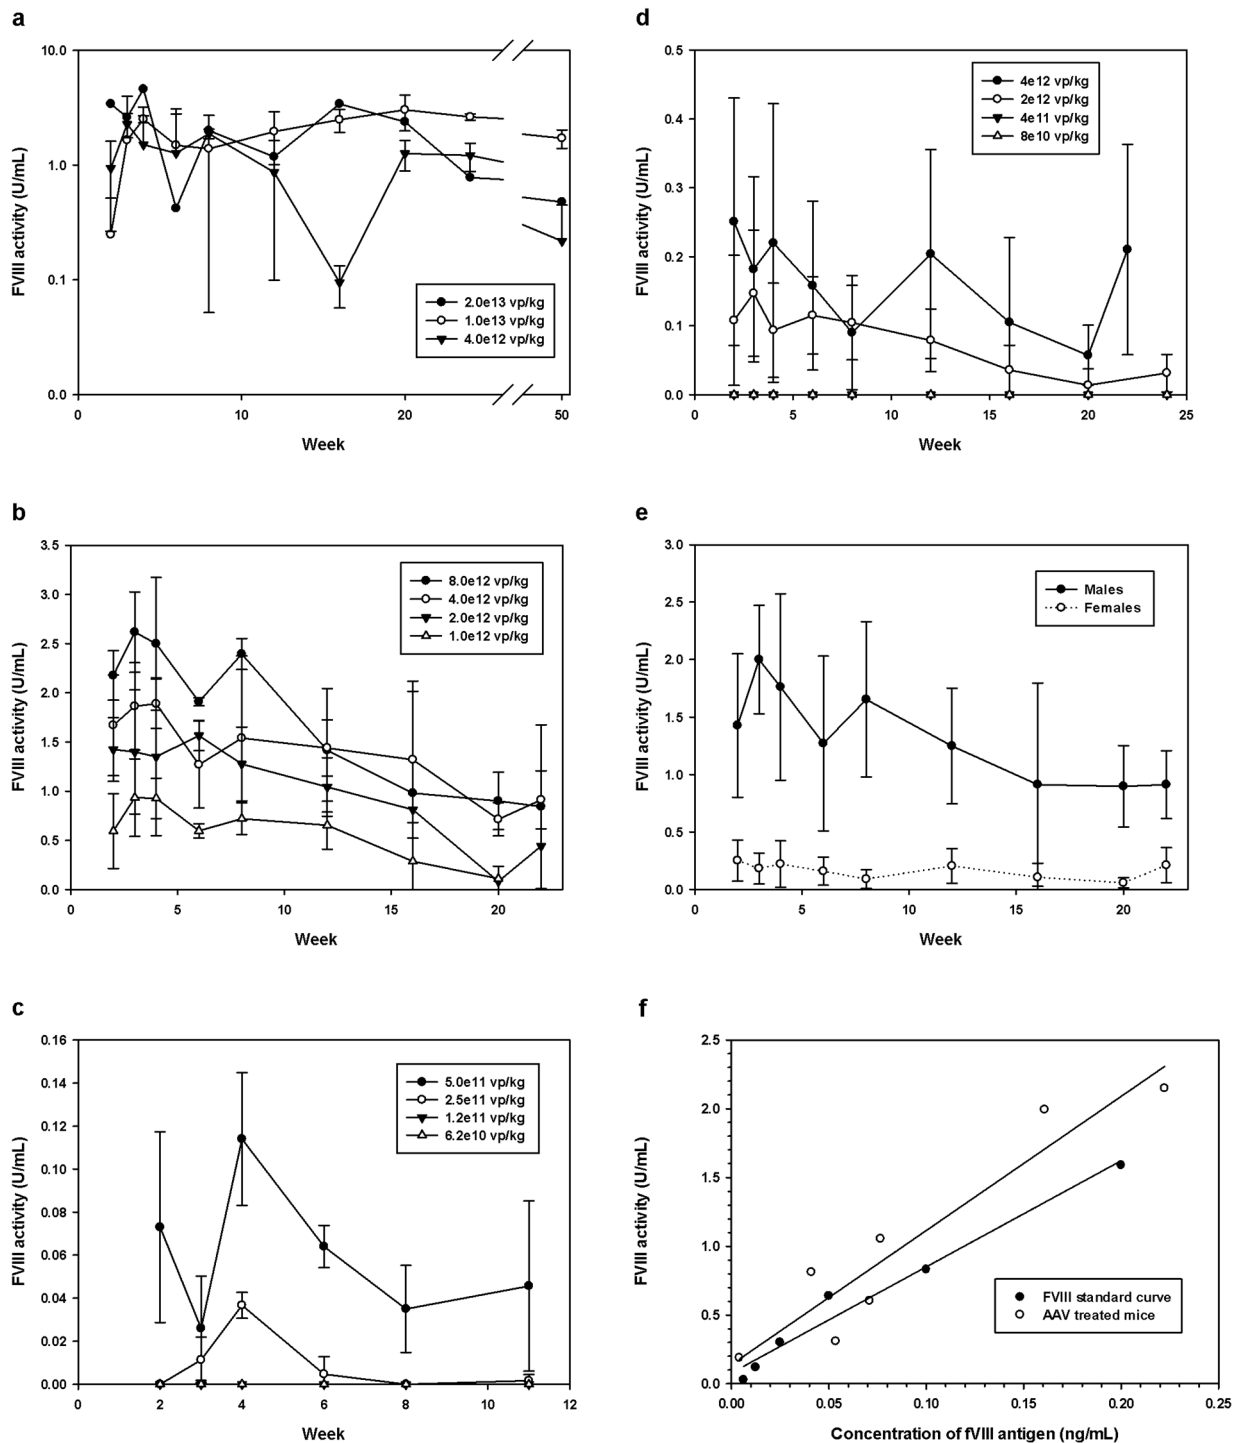 a
10.0
1.0
0.1
0.0
FVIII activity (U/mL)
0
10
20
50
Week
2.0e13 vp/kg
1.0e13 vp/kg
4.0e12 vp/kg
d
0.5
0.4
0.3
0.2
0.1
0.0
FVIII activity (U/mL)
0
5
10
15
20
25
Week
4e12 vp/kg
2e12 vp/kg
4e11 vp/kg
8e10 vp/kg
b
3.5
3.0
2.5
2.0
1.5
1.0
0.5
0.0
FVIII activity (U/mL)
0
5
10
15
20
Week
8.0e12 vp/kg
4.0e12 vp/kg
2.0e12 vp/kg
1.0e12 vp/kg
e
3.0
2.5
2.0
1.5
1.0
0.5
0.0
FVIII activity (U/mL)
0
5
10
15
20
Week
Males
Females
c
0.16
0.14
0.12
0.10
0.08
0.06
0.04
0.02
0.00
FVIII activity (U/mL)
0
2
4
6
8
10
12
Week
5.0e11 vp/kg
2.5e11 vp/kg
1.2e11 vp/kg
6.2e10 vp/kg
f
2.5
2.0
1.5
1.0
0.5
0.0
FVIII activity (U/mL)
0.00
0.05
0.10
0.15
0.20
0.25
Concentration of fVIII antigen (ng/mL)
FVIII standard curve
AAV treated mice